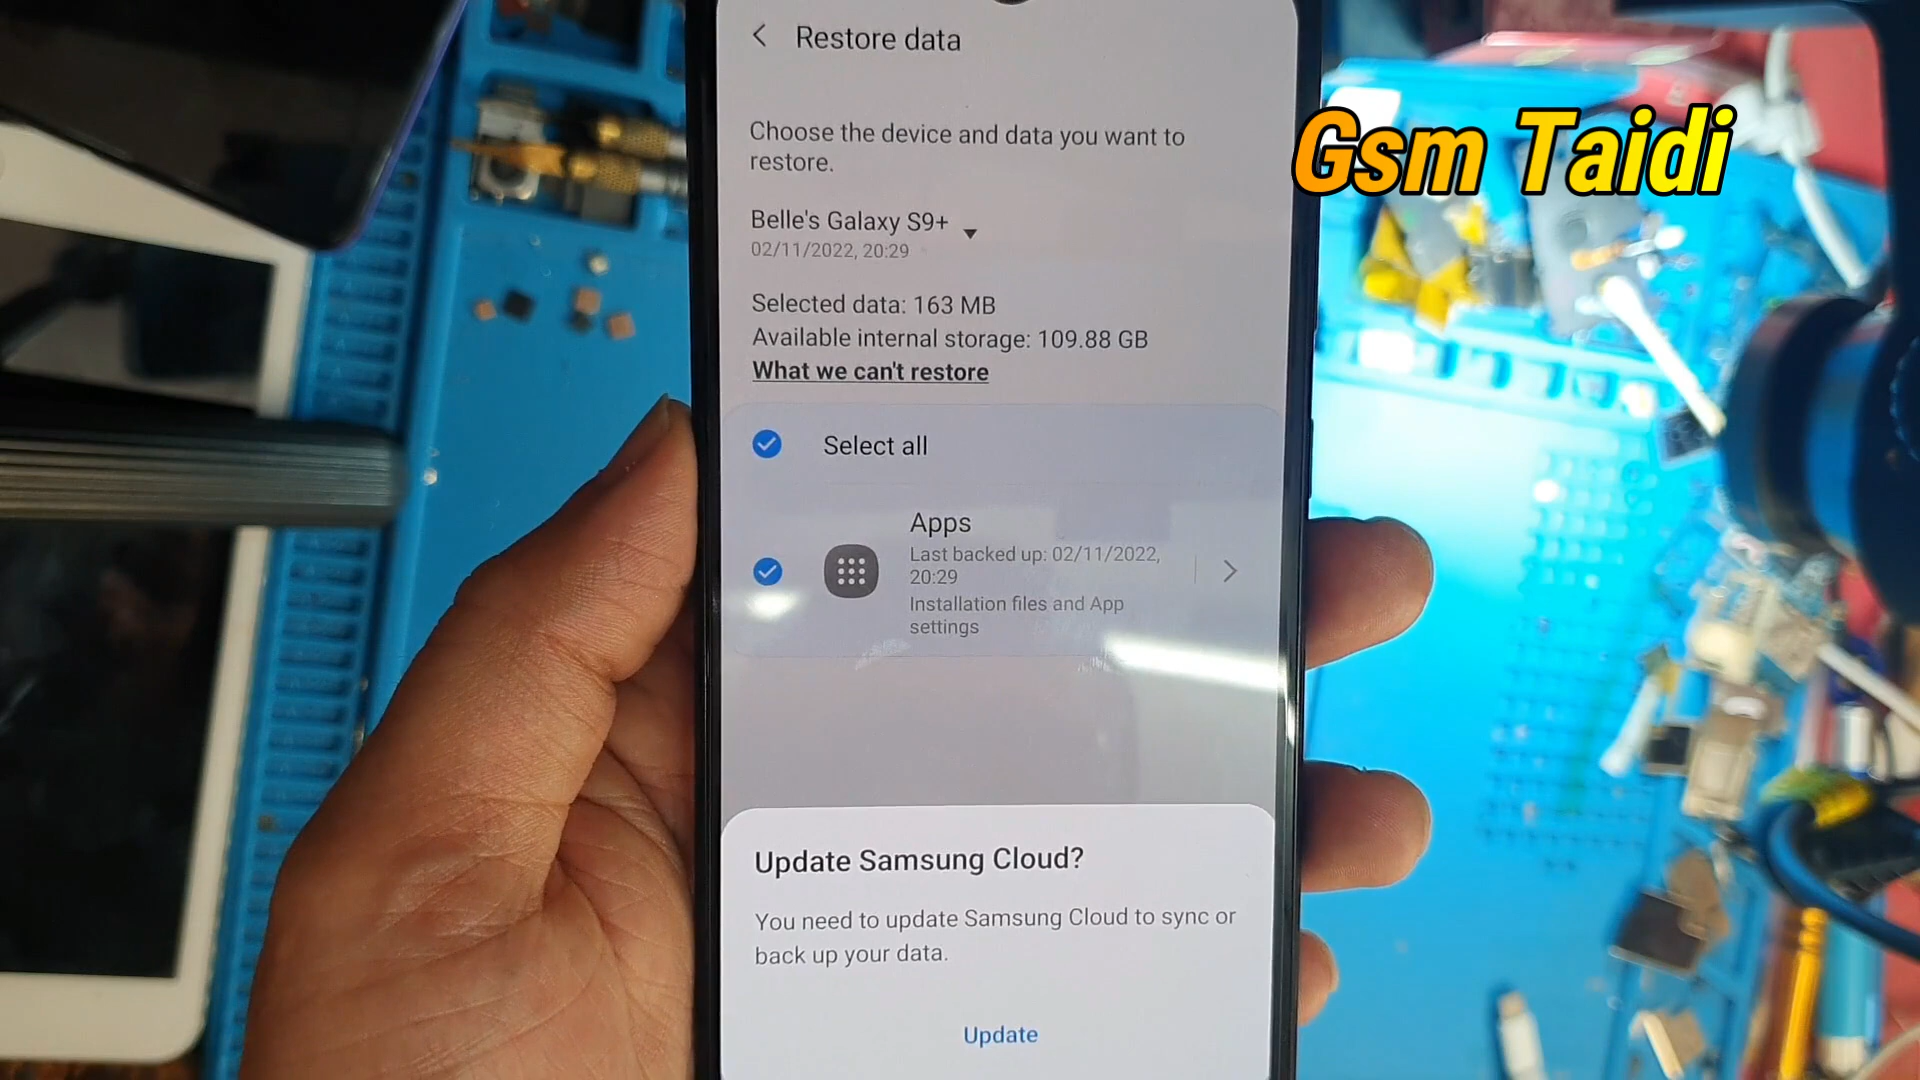 Restore data
Choose the device and data you want to
restore.
Gsm Taidi
Belle's Galaxy S9+
02/11/2022, 20:29
Selected data: 163 MB
Available internal storage: 109.88 GB
What we can't restore
Select all
Apps
Last backed up: 02/11/2022,
20:29
Installation files and App
settings
Update Samsung Cloud?
You need to update Samsung Cloud to sync or
back up your data.
Update